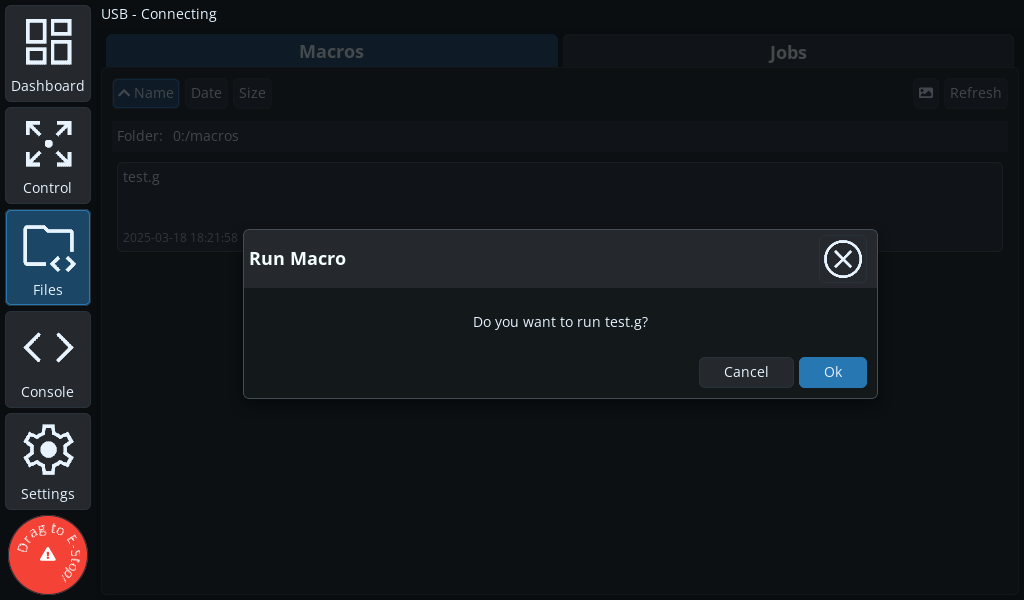 USB - Connecting
Dashboard
Control
Files
Console
Settings
Drag to E-Stop!
Macros
Jobs
Name
Date
Size
Refresh
Folder: 0:/macros
test.g
2025-03-18 18:21:58
Run Macro
Do you want to run test.g?
Cancel
Ok